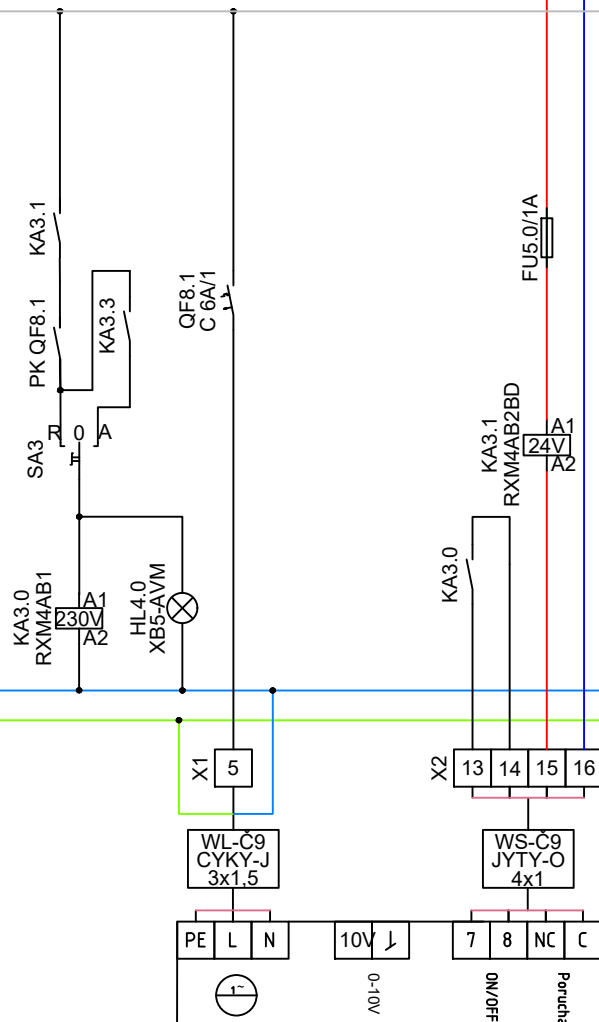 KA3.1
PK QF8.1
KA3.3
R 0 A
SA3
KA3.0
RXM4AB1
A1
230V
A2
HL4.0
XB5-AVM
QF8.1
C 6A/1
FU5.0/1A
KA3.1
RXM4AB2BD
A1
24V
A2
KA3.0
X1
5
X2
13 14 15 16
WL-Č9
CYKY-J
3x1,5
WS-Č9
JYTY-O
4x1
PE L N
10V
7 8 NC C
1~
0-10V
ON/OFF
Porucha